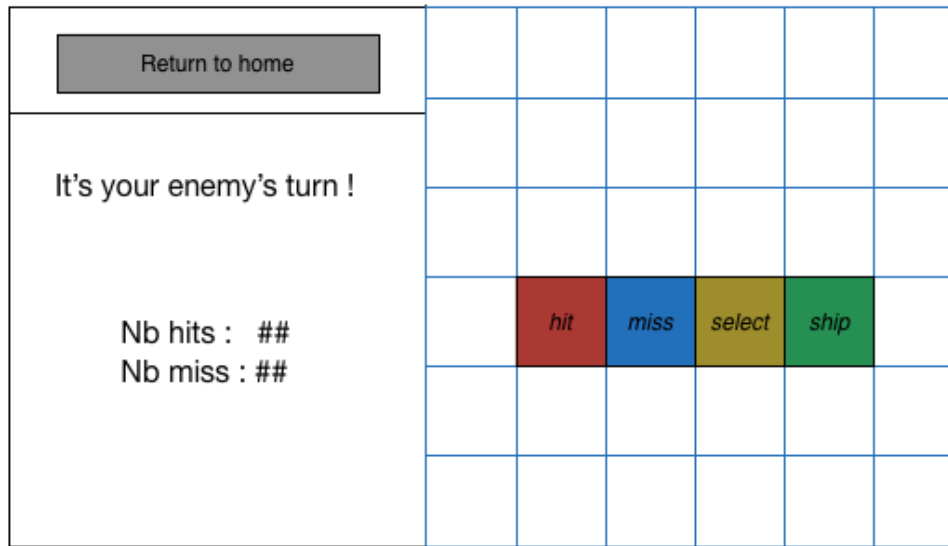 Return to home
It’s your enemy’s turn !
Nb hits : ##
Nb miss : ##
hit miss select ship